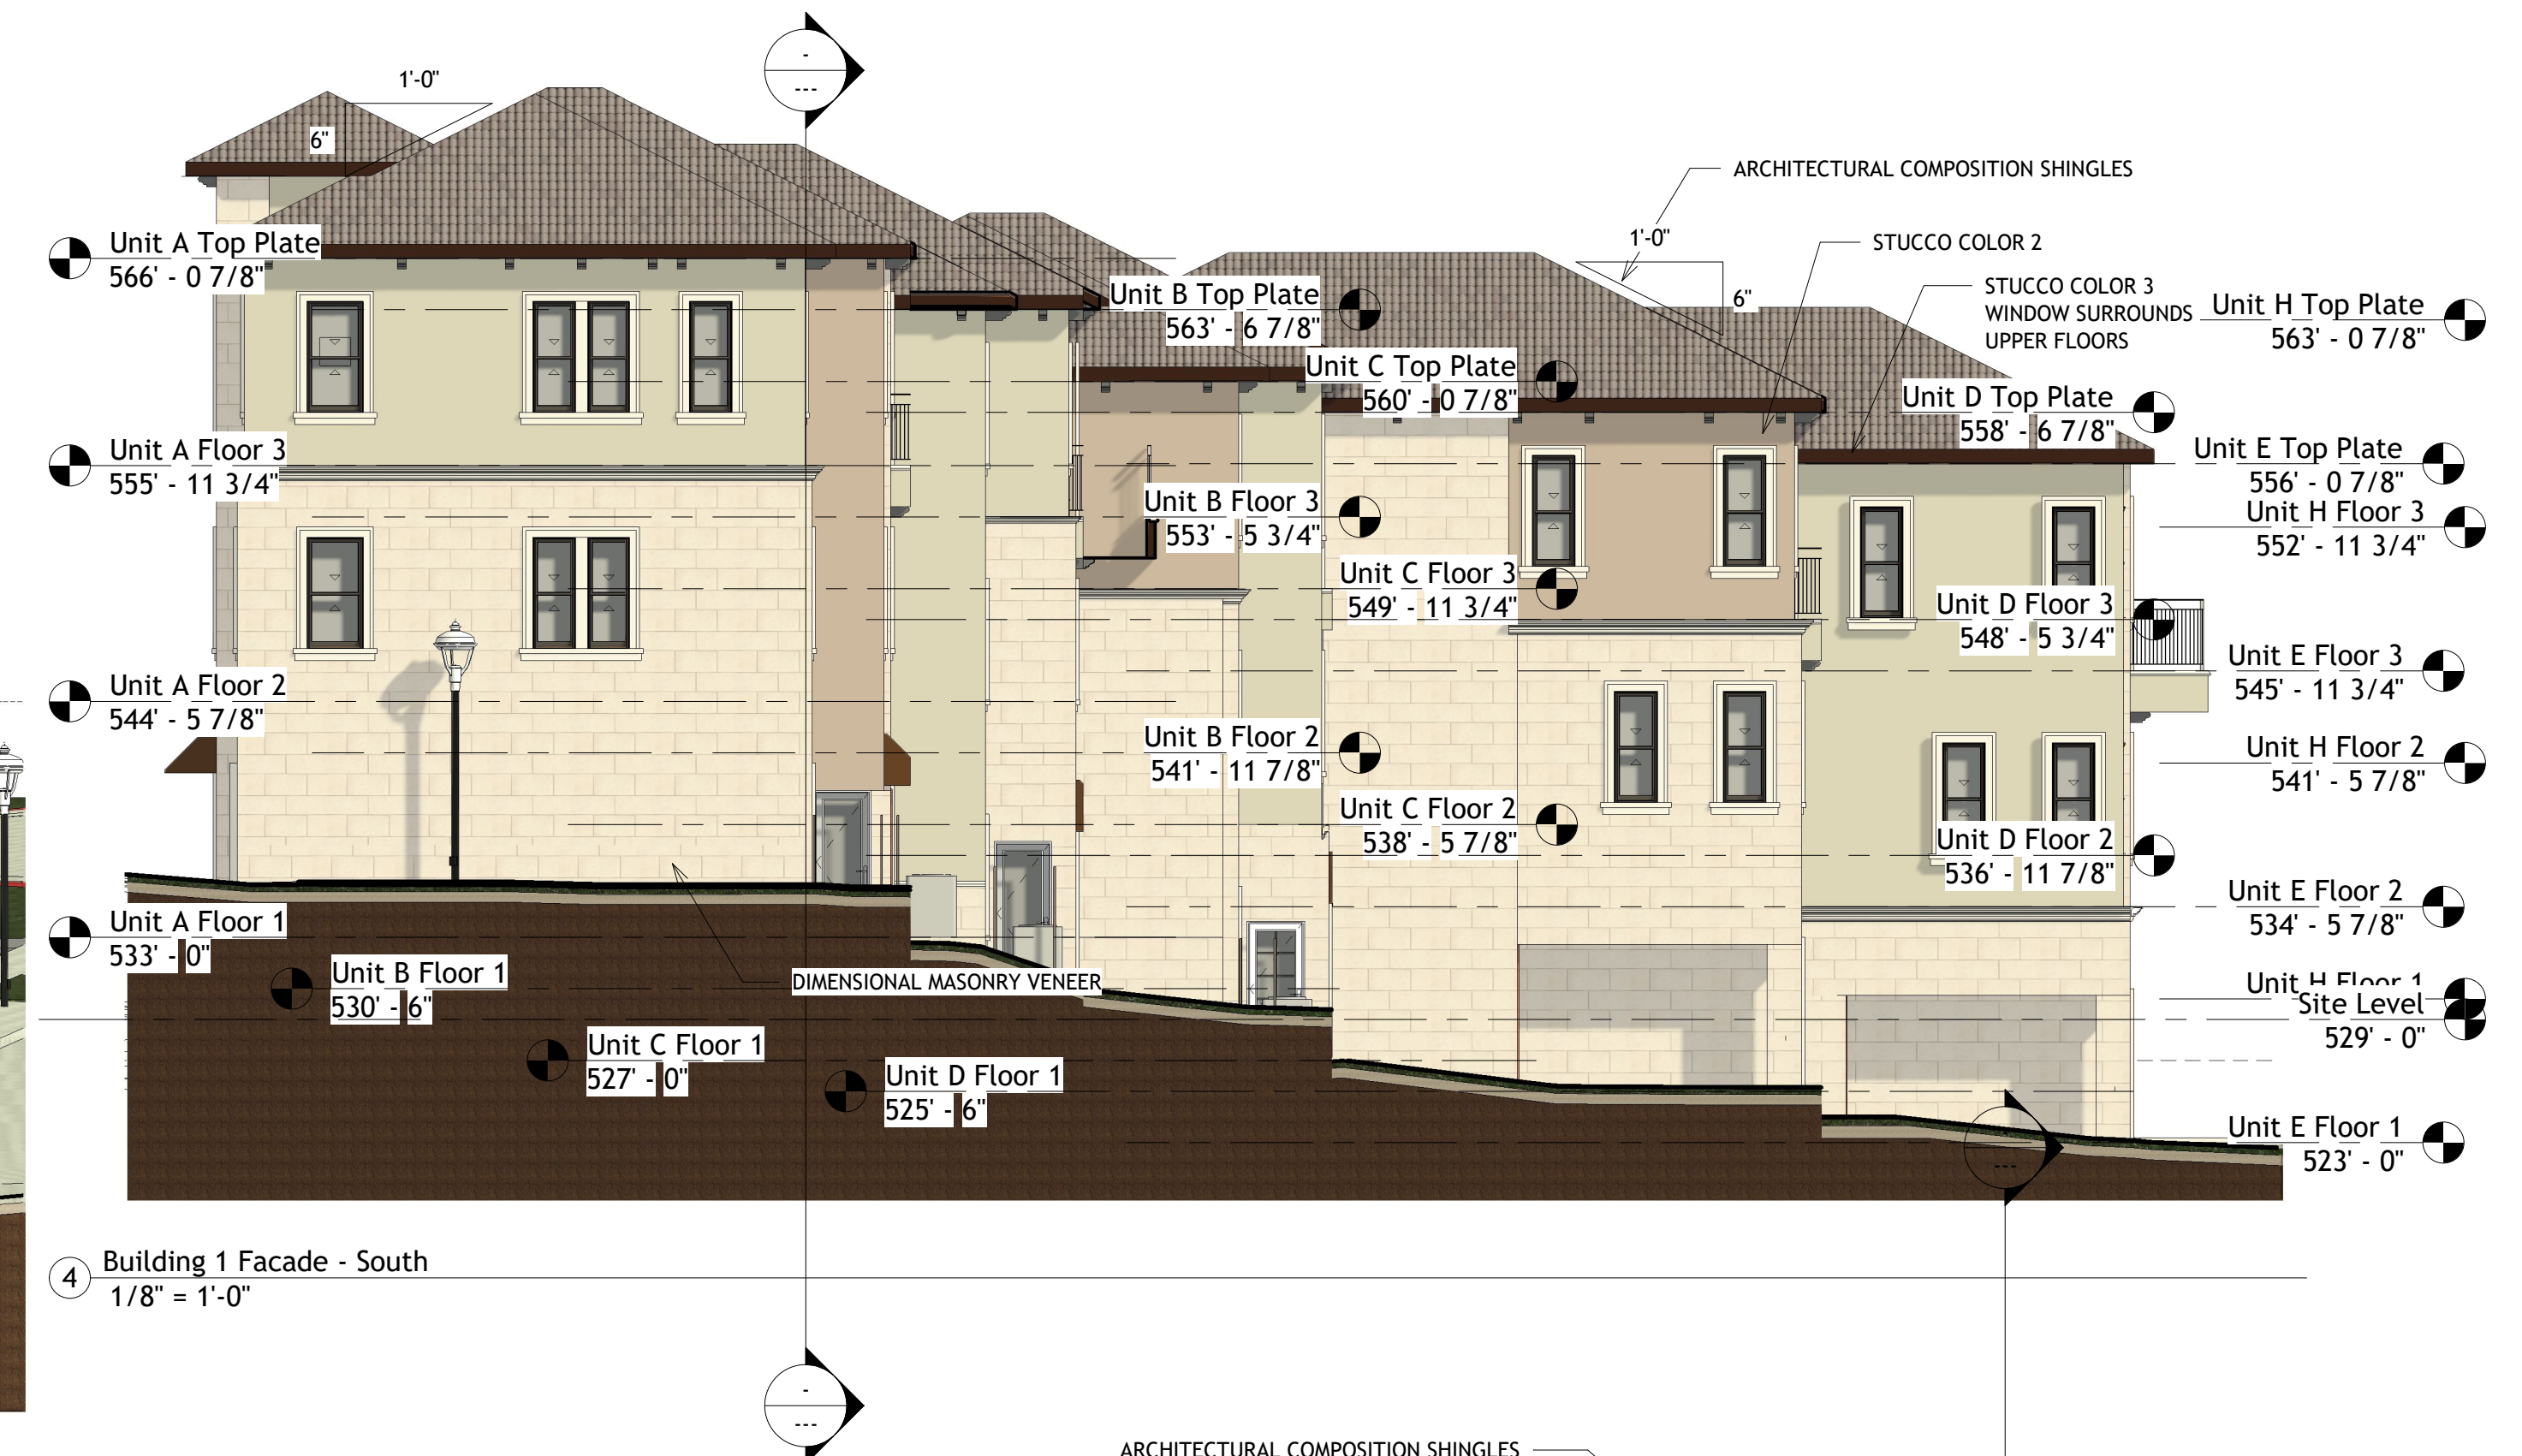 1'-0"
6"
ARCHITECTURAL COMPOSITION SHINGLES
1'-0"
6"
STUCCO COLOR 2
STUCCO COLOR 3
WINDOW SURROUNDS
UPPER FLOORS
Unit A Top Plate
566' - 0 7/8"
Unit B Top Plate
563' - 6 7/8"
Unit H Top Plate
563' - 0 7/8"
Unit C Top Plate
560' - 0 7/8"
Unit D Top Plate
558' - 6 7/8"
Unit A Floor 3
555' - 11 3/4"
Unit E Top Plate
556' - 0 7/8"
Unit B Floor 3
553' - 5 3/4"
Unit H Floor 3
552' - 11 3/4"
Unit C Floor 3
549' - 11 3/4"
Unit D Floor 3
548' - 5 3/4"
Unit E Floor 3
545' - 11 3/4"
Unit A Floor 2
544' - 5 7/8"
Unit B Floor 2
541' - 11 7/8"
Unit H Floor 2
541' - 5 7/8"
Unit C Floor 2
538' - 5 7/8"
Unit D Floor 2
536' - 11 7/8"
Unit E Floor 2
534' - 5 7/8"
Unit A Floor 1
533' - 0"
Unit B Floor 1
530' - 6"
DIMENSIONAL MASONRY VENEER
Unit H Floor 1
Site Level
529' - 0"
Unit C Floor 1
527' - 0"
Unit D Floor 1
525' - 6"
Unit E Floor 1
523' - 0"
4
Building 1 Facade - South
1/8" = 1'-0"
ARCHITECTURAL COMPOSITION SHINGLES